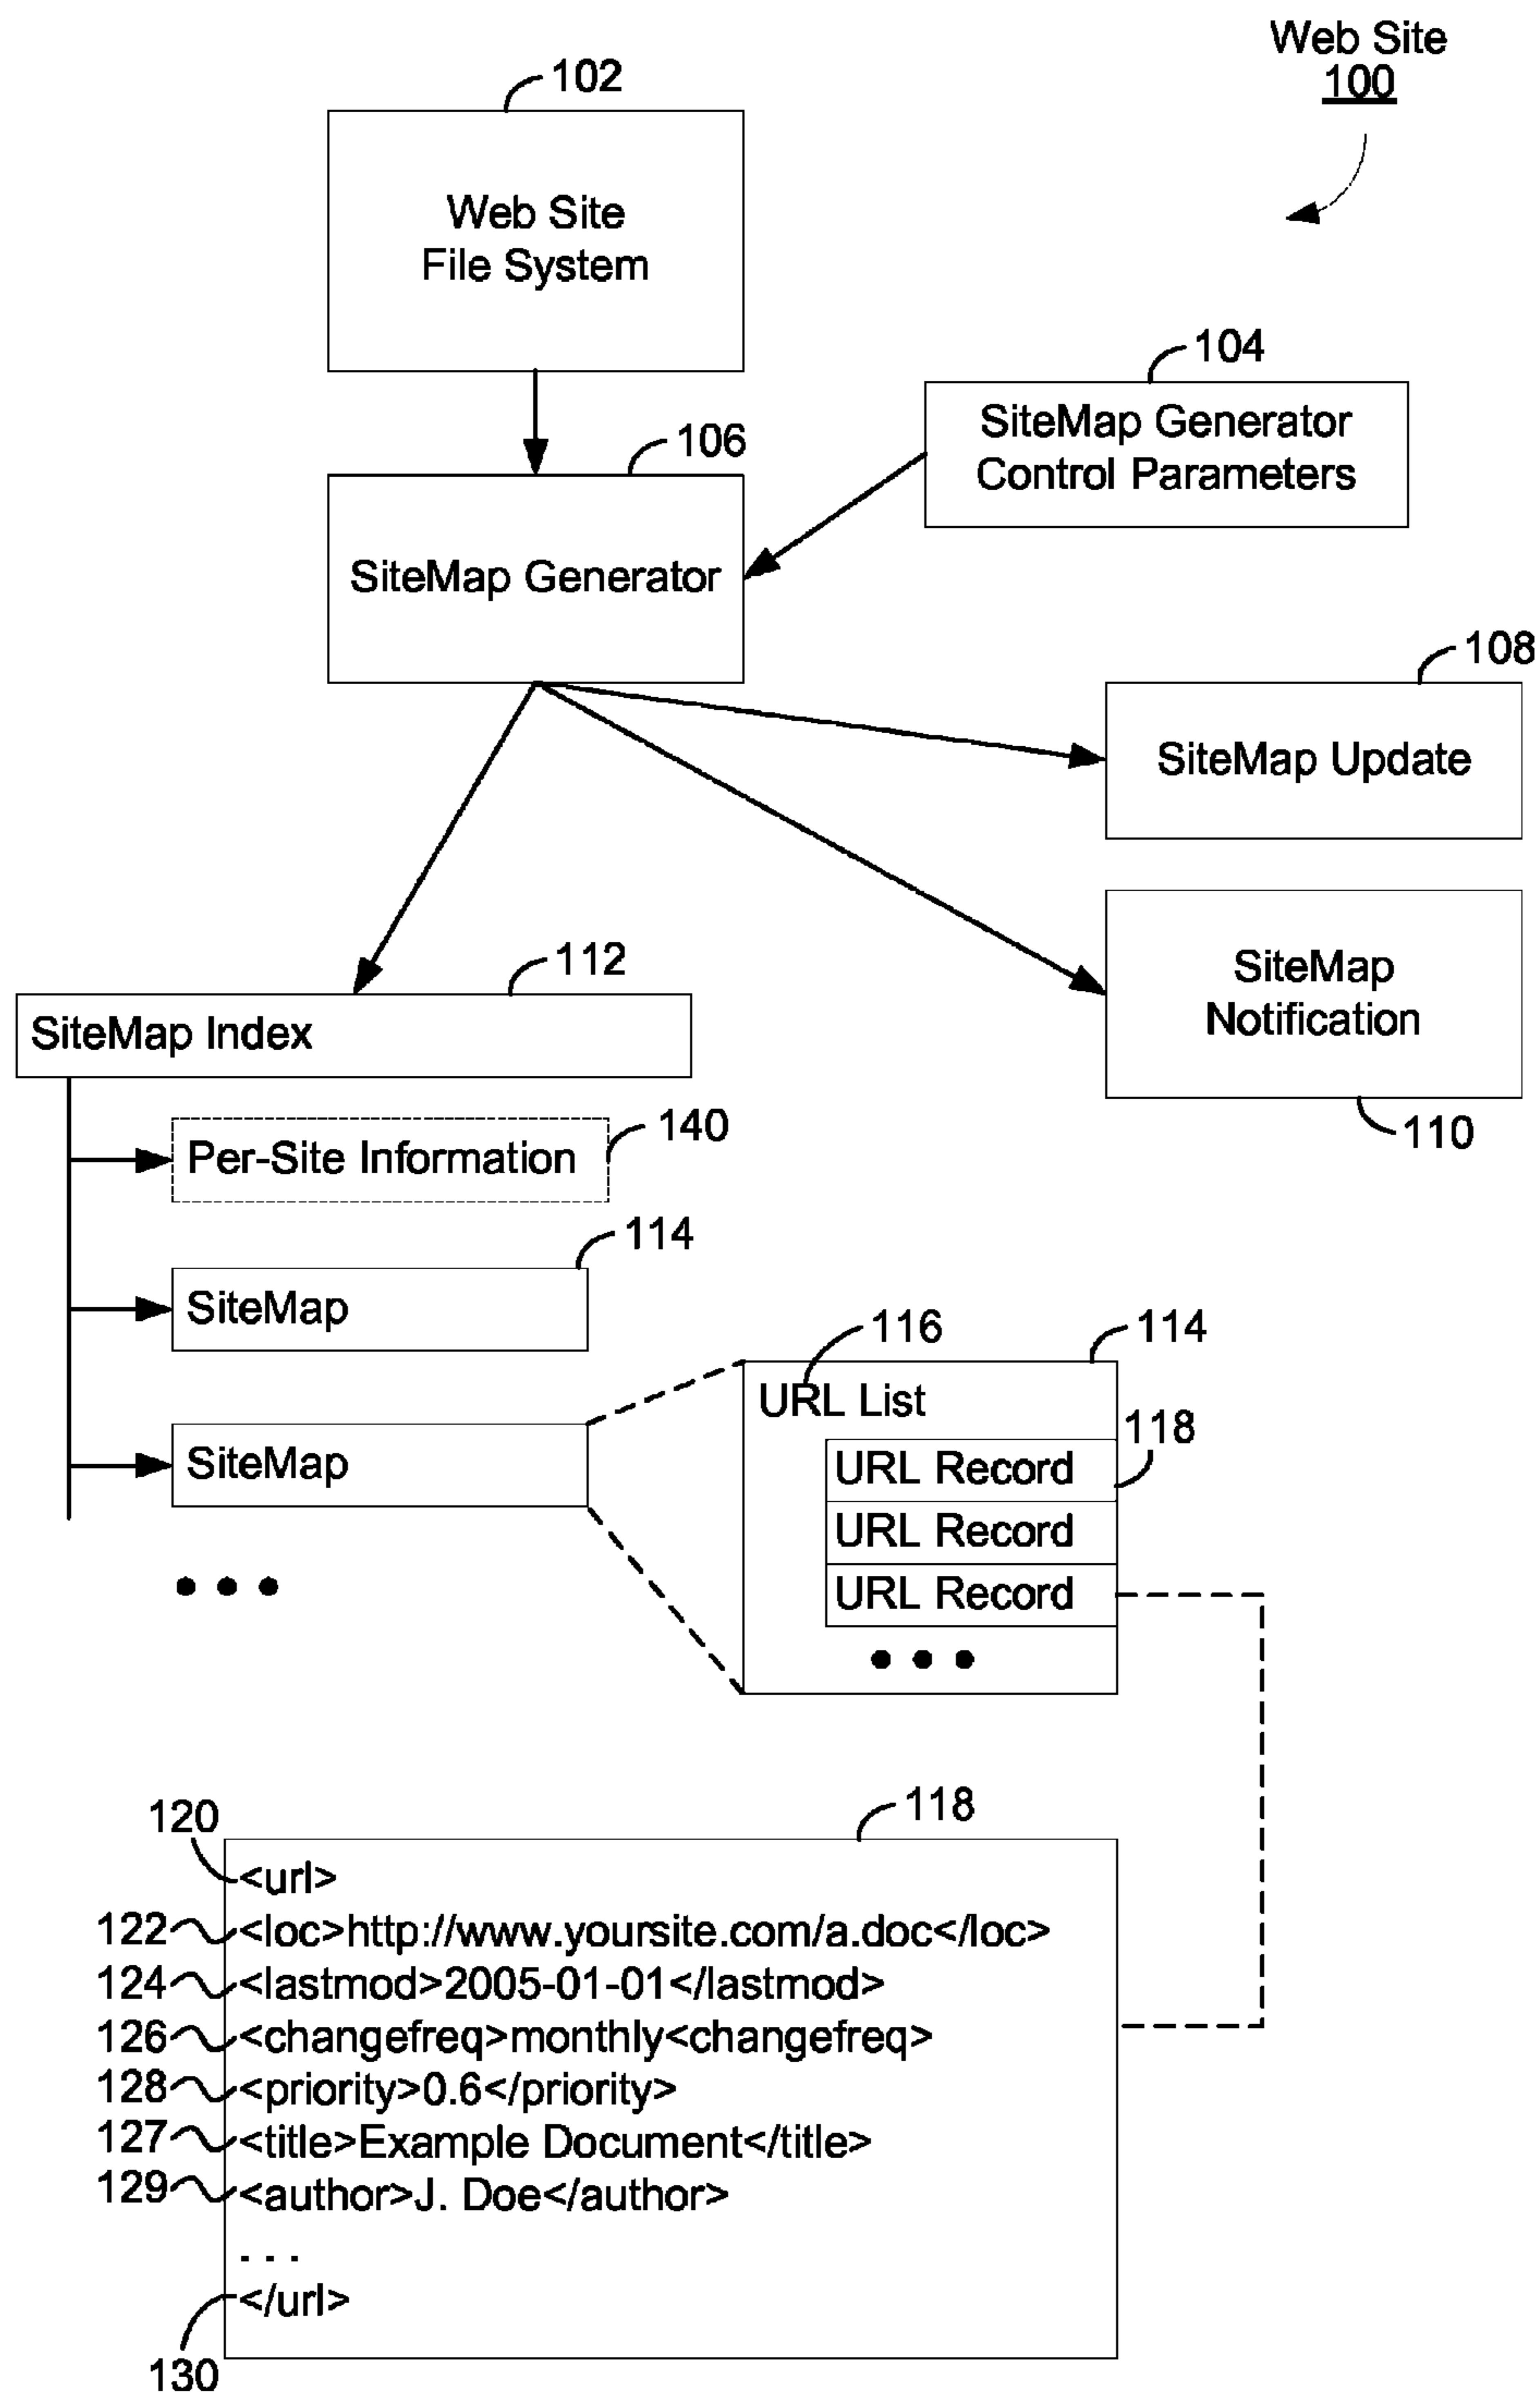 Web Site
100
102
Web Site
File System
104
SiteMap Generator
Control Parameters
106
SiteMap Generator
108
SiteMap Update
SiteMap
Notification
110
112
SiteMap Index
140
Per-Site Information
114
SiteMap
SiteMap
• • •
116
114
URL List
118
URL Record
URL Record
URL Record
• • •
118
120
<url>
122
<loc>http://www.yoursite.com/a.doc</loc>
124
<lastmod>2005-01-01</lastmod>
126
<changefreq>monthly<changefreq>
128
<priority>0.6</priority>
127
<title>Example Document</title>
129
<author>J. Doe</author>
. . .
</url>
130